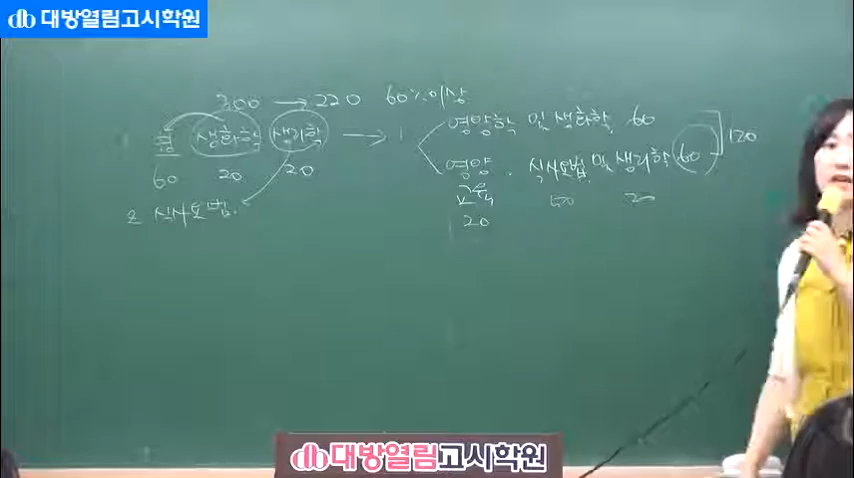 db 대방열림고시학원
200 → 220 60%이상
1 영 생화학 생리학 → 1 영양학 및 생화학 60 120
60 20 20 영양 . 식사요법 및 생리학 60
교육 20
2 식사요법. 20
db 대방열림고시학원